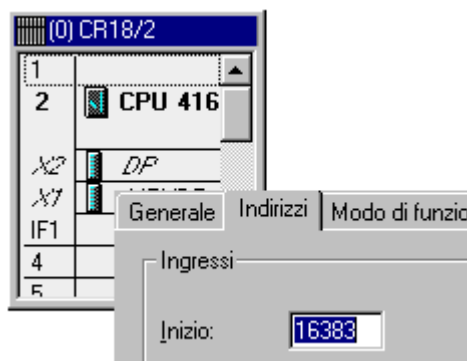 (0) CR18/2
1
2 CPU 416
X2 DP
X1
IF1
4
5
Generale Indirizzi Modo di funzio
Ingressi
Inizio: 16383